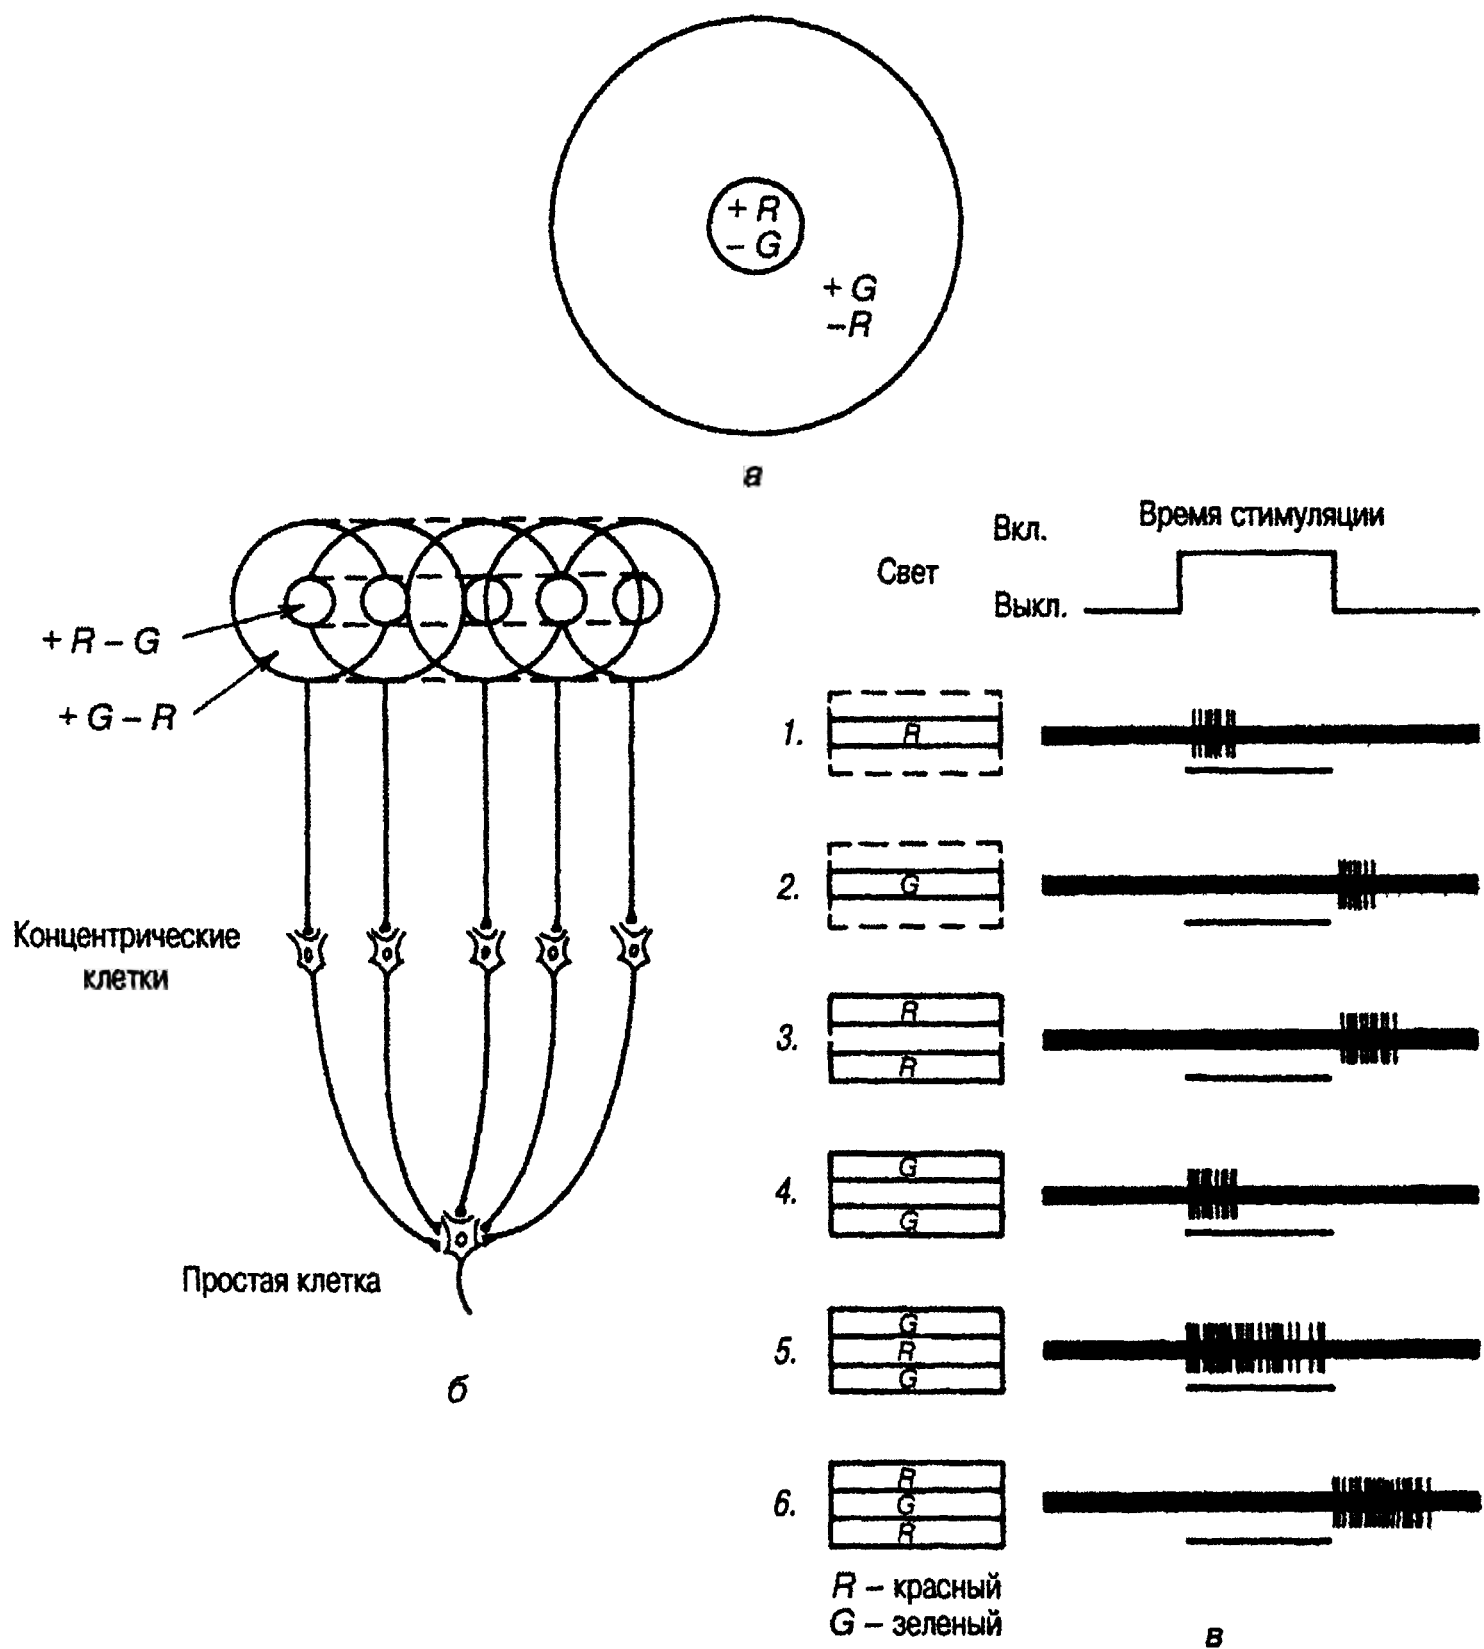 + R
– G
+ G
–R
а
+ R – G
+ G – R
Концентрические
клетки
Простая клетка
б
Вкл.
Время стимуляции
Свет
Выкл.
1.
R
2.
G
3.
R
R
4.
G
G
5.
G
R
G
6.
R
G
R
R – красный
G – зеленый
в